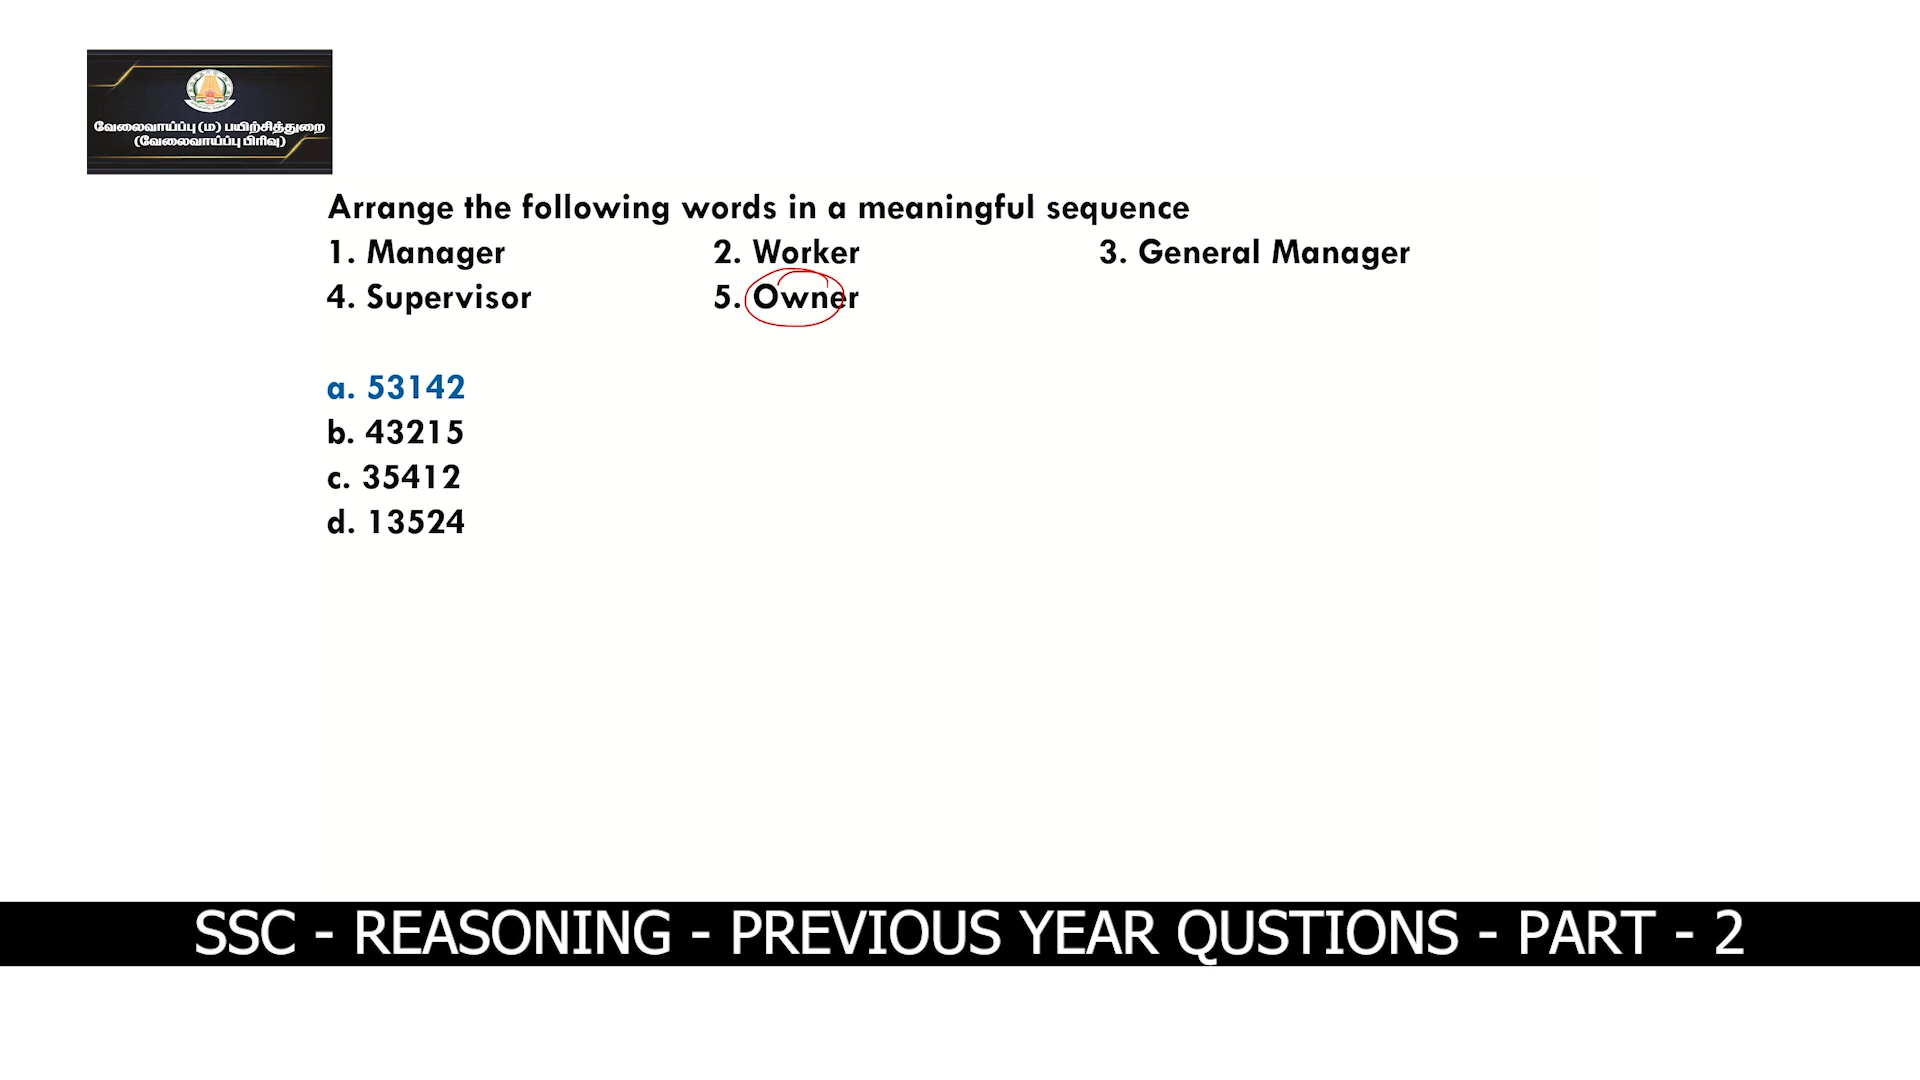 வேலைவாய்ப்பு (ம) பயிற்சித்துறை
(வேலைவாய்ப்பு பிரிவு)
Arrange the following words in a meaningful sequence
1. Manager 2. Worker 3. General Manager
4. Supervisor 5. Owner
a. 53142
b. 43215
c. 35412
d. 13524
SSC - REASONING - PREVIOUS YEAR QUSTIONS - PART - 2